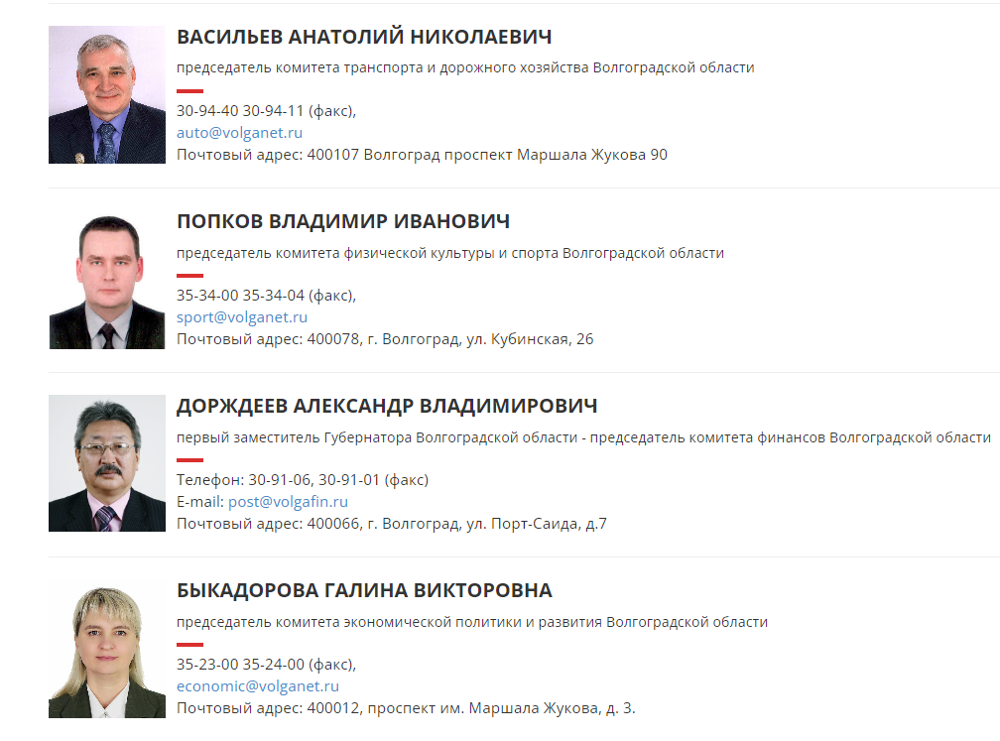 ВАСИЛЬЕВ АНАТОЛИЙ НИКОЛАЕВИЧ
председатель комитета транспорта и дорожного хозяйства Волгоградской области
30-94-40 30-94-11 (факс),
auto@volganet.ru
Почтовый адрес: 400107 Волгоград проспект Маршала Жукова 90
ПОПКОВ ВЛАДИМИР ИВАНОВИЧ
председатель комитета физической культуры и спорта Волгоградской области
35-34-00 35-34-04 (факс),
sport@volganet.ru
Почтовый адрес: 400078, г. Волгоград, ул. Кубинская, 26
ДОРЖДЕЕВ АЛЕКСАНДР ВЛАДИМИРОВИЧ
первый заместитель Губернатора Волгоградской области - председатель комитета финансов Волгоградской области
Телефон: 30-91-06, 30-91-01 (факс)
E-mail: post@volgafin.ru
Почтовый адрес: 400066, г. Волгоград, ул. Порт-Саида, д.7
БЫКАДОРОВА ГАЛИНА ВИКТОРОВНА
председатель комитета экономической политики и развития Волгоградской области
35-23-00 35-24-00 (факс),
economic@volganet.ru
Почтовый адрес: 400012, проспект им. Маршала Жукова, д. 3.